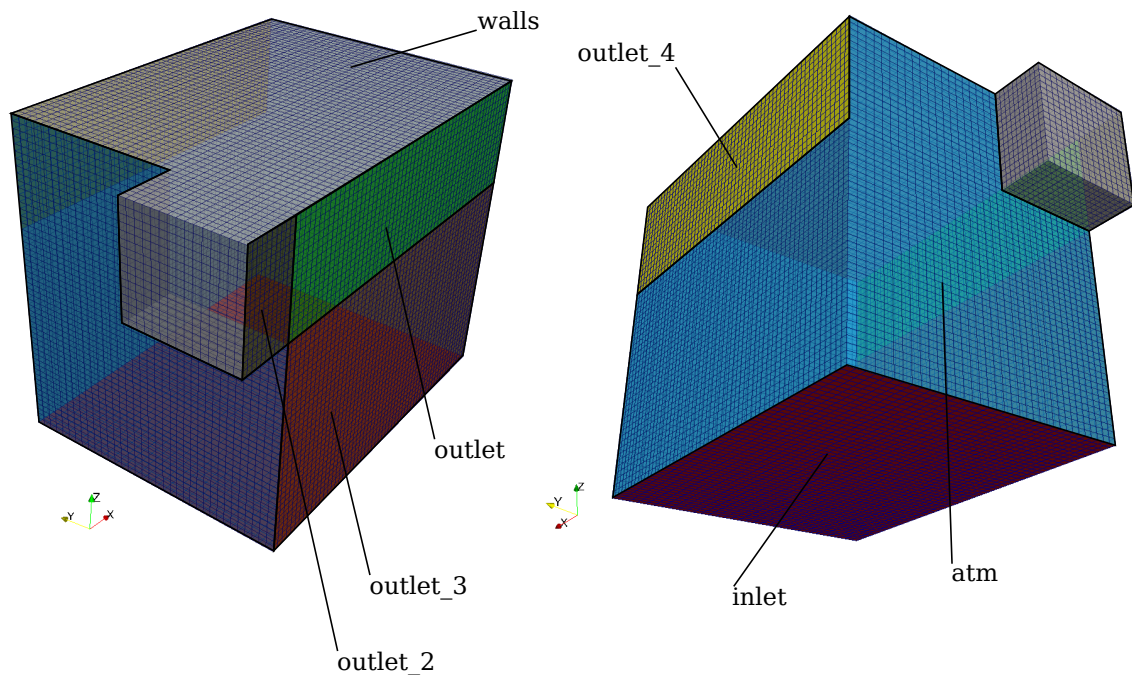 walls
outlet_4
outlet
outlet_3
outlet_2
inlet
atm
Z
Y
X
Y
Z
X